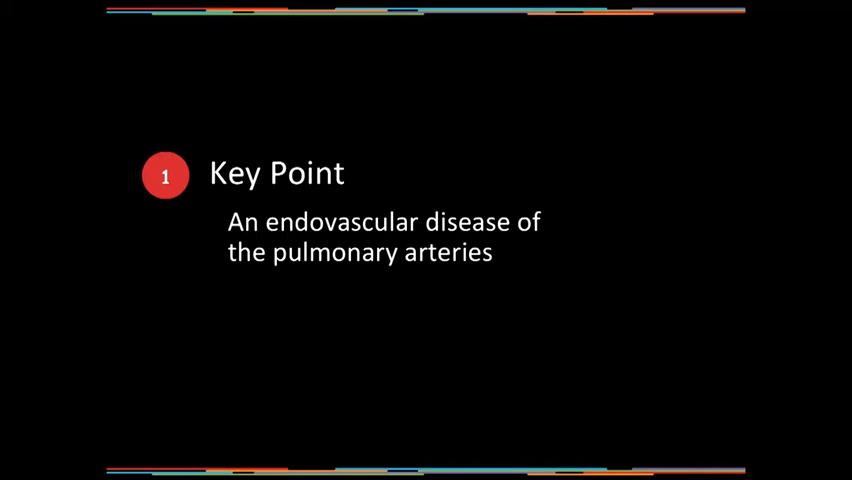 1 Key Point
An endovascular disease of
the pulmonary arteries